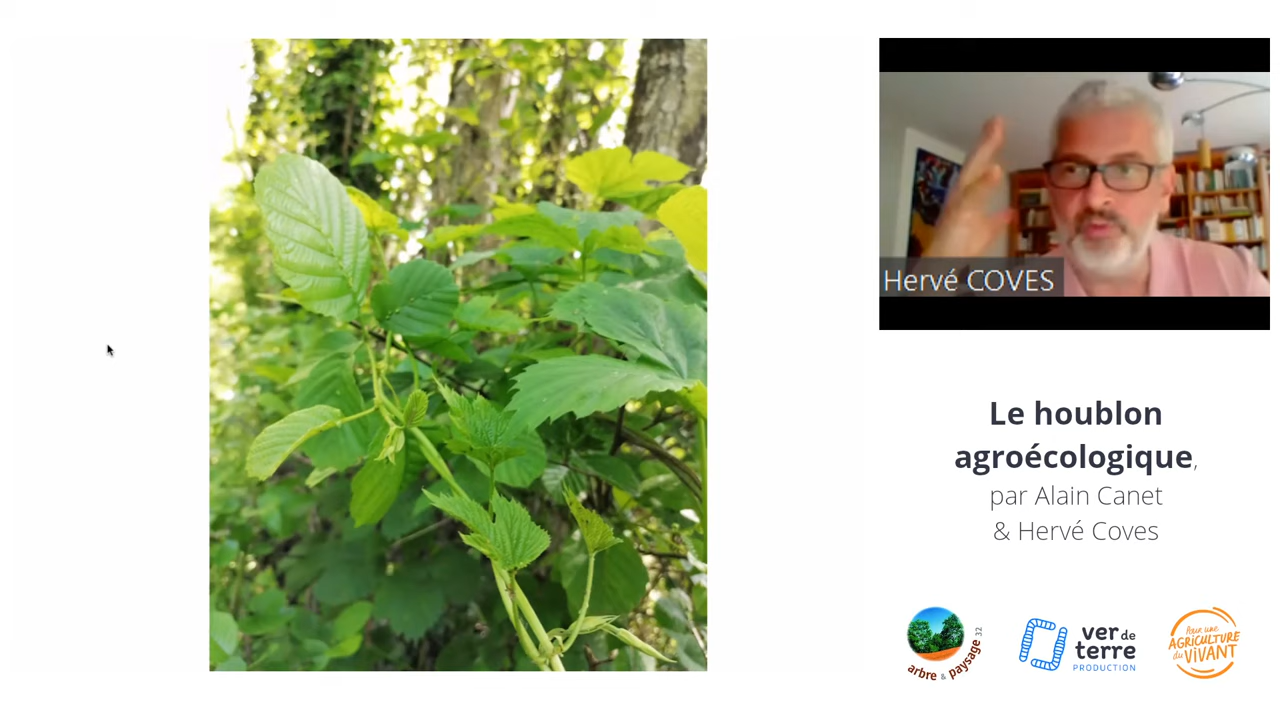 Hervé COVES
Le houblon
agroécologique,
par Alain Canet
& Hervé Coves
arbre & paysage 32
ver de
terre
PRODUCTION
Pour une
AGRICULTURE
du ViVANT